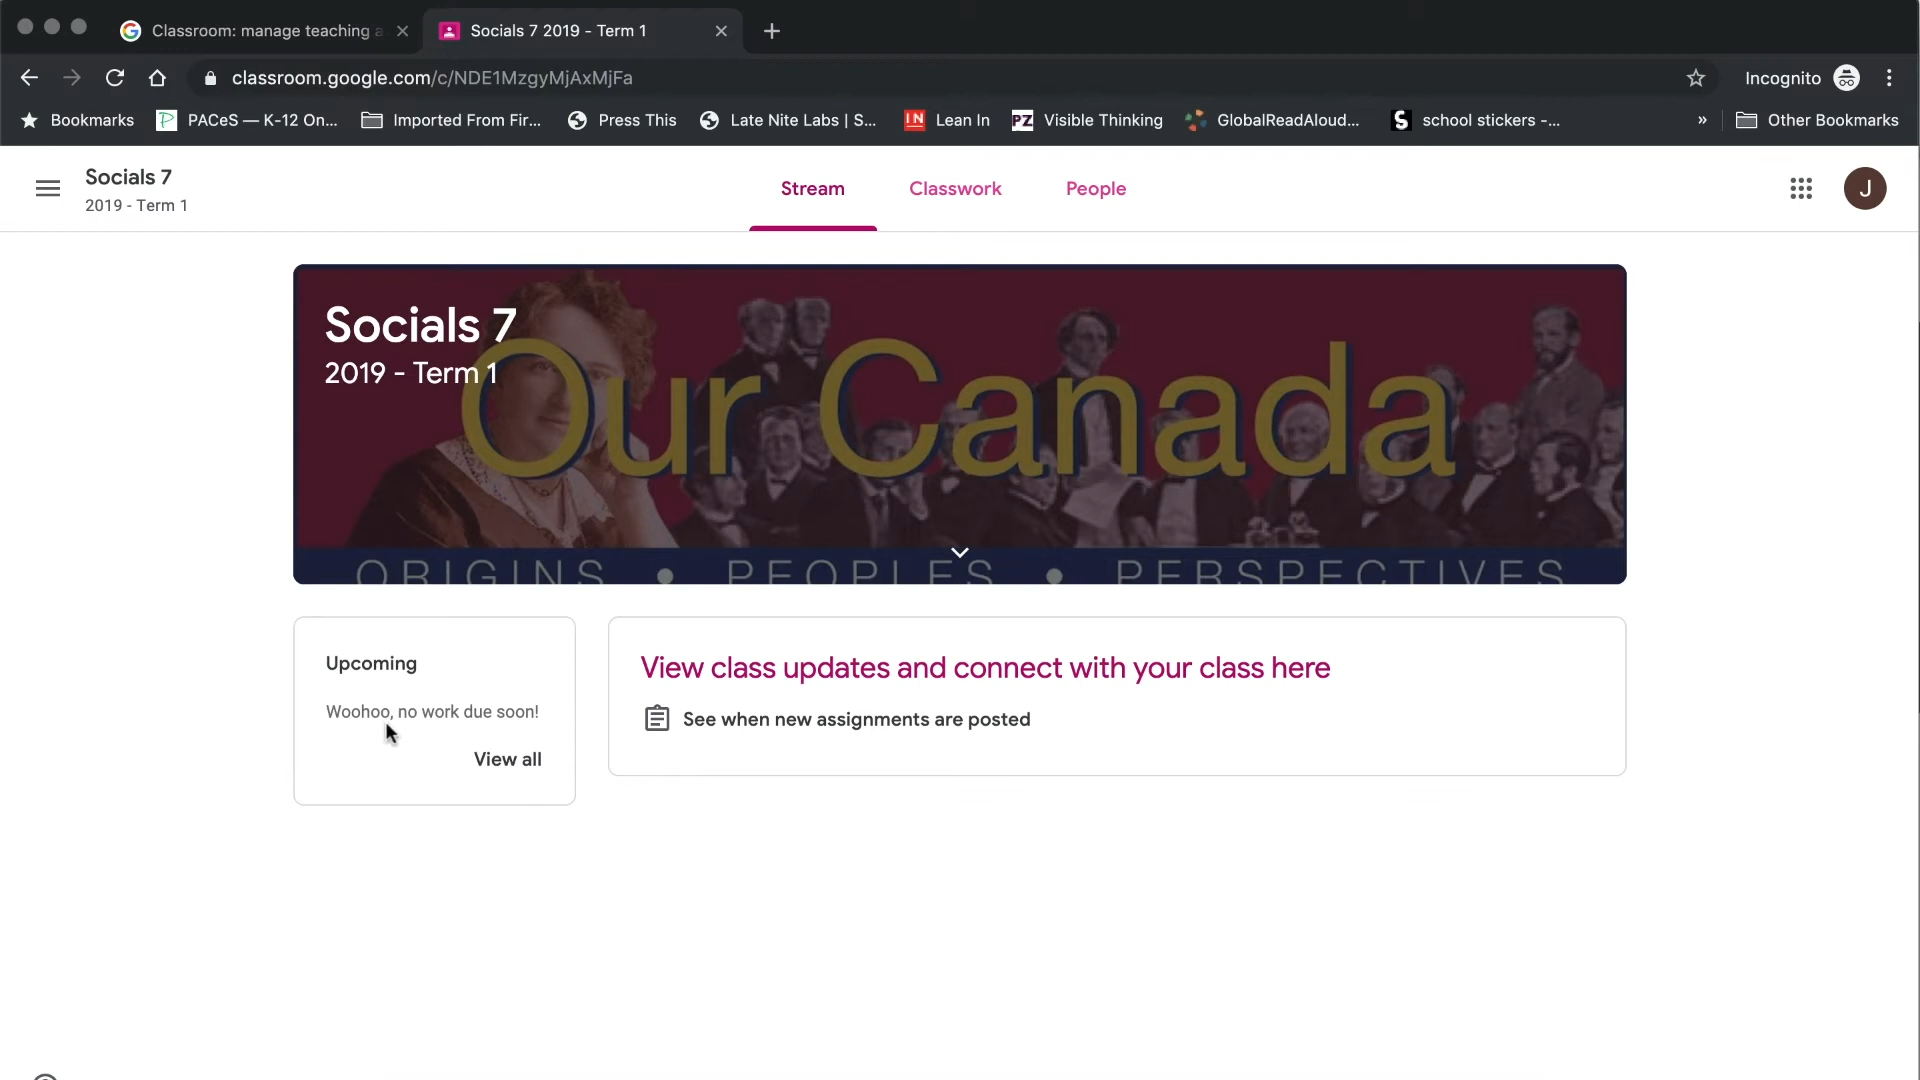 Classroom: manage teaching a
Socials 7 2019 - Term 1
classroom.google.com/c/NDE1MzgyMjAxMjFa
Incognito
Bookmarks
PACeS — K-12 On...
Imported From Fir...
Press This
Late Nite Labs | S...
IN Lean In
PZ Visible Thinking
GlobalReadAloud...
S school stickers -...
»
Other Bookmarks
Socials 7
2019 - Term 1
Stream
Classwork
People
J
Socials 7
2019 - Term 1
Our Canada
ORIGINS • PEOPLES • PERSPECTIVES
Upcoming
Woohoo, no work due soon!
View all
View class updates and connect with your class here
See when new assignments are posted